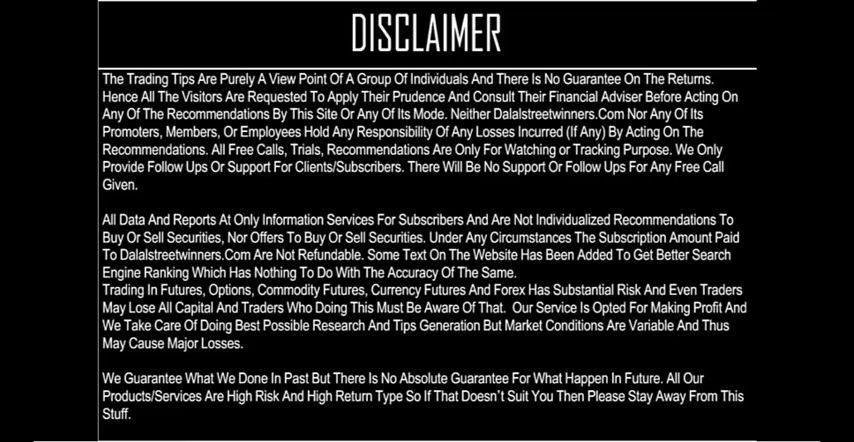 DISCLAIMER
The Trading Tips Are Purely A View Point Of A Group Of Individuals And There Is No Guarantee On The Returns.
Hence All The Visitors Are Requested To Apply Their Prudence And Consult Their Financial Adviser Before Acting On
Any Of The Recommendations By This Site Or Any Of Its Mode. Neither Dalalstreetwinners.Com Nor Any Of Its
Promoters, Members, Or Employees Hold Any Responsibility Of Any Losses Incurred (If Any) By Acting On The
Recommendations. All Free Calls, Trials, Recommendations Are Only For Watching or Tracking Purpose. We Only
Provide Follow Ups Or Support For Clients/Subscribers. There Will Be No Support Or Follow Ups For Any Free Call
Given.
All Data And Reports At Only Information Services For Subscribers And Are Not Individualized Recommendations To
Buy Or Sell Securities, Nor Offers To Buy Or Sell Securities. Under Any Circumstances The Subscription Amount Paid
To Dalalstreetwinners.Com Are Not Refundable. Some Text On The Website Has Been Added To Get Better Search
Engine Ranking Which Has Nothing To Do With The Accuracy Of The Same.
Trading In Futures, Options, Commodity Futures, Currency Futures And Forex Has Substantial Risk And Even Traders
May Lose All Capital And Traders Who Doing This Must Be Aware Of That. Our Service Is Opted For Making Profit And
We Take Care Of Doing Best Possible Research And Tips Generation But Market Conditions Are Variable And Thus
May Cause Major Losses.
We Guarantee What We Done In Past But There Is No Absolute Guarantee For What Happen In Future. All Our
Products/Services Are High Risk And High Return Type So If That Doesn't Suit You Then Please Stay Away From This
Stuff.